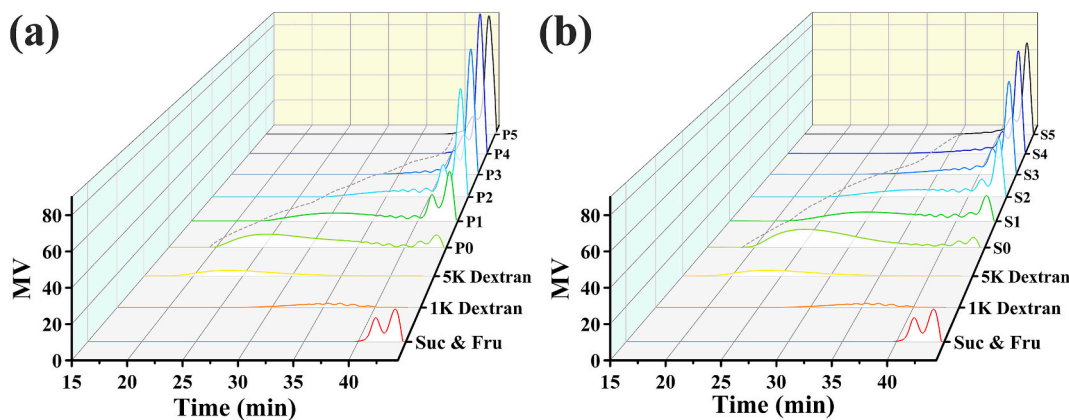 (a)
P5
P4
P3
P2
P1
P0
5K Dextran
1K Dextran
Suc & Fru
80
60
40
20
0
MV
15 20 25 30 35 40
Time (min)
(b)
S5
S4
S3
S2
S1
S0
5K Dextran
1K Dextran
Suc & Fru
80
60
40
20
0
MV
15 20 25 30 35 40
Time (min)